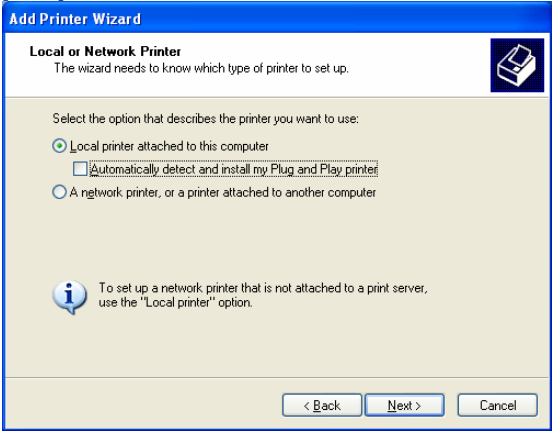 Add Printer Wizard
Local or Network Printer
The wizard needs to know which type of printer to set up.
Select the option that describes the printer you want to use:
Local printer attached to this computer
Automatically detect and install my Plug and Play printer
A network printer, or a printer attached to another computer
To set up a network printer that is not attached to a print server,
use the "Local printer" option.
< Back Next > Cancel